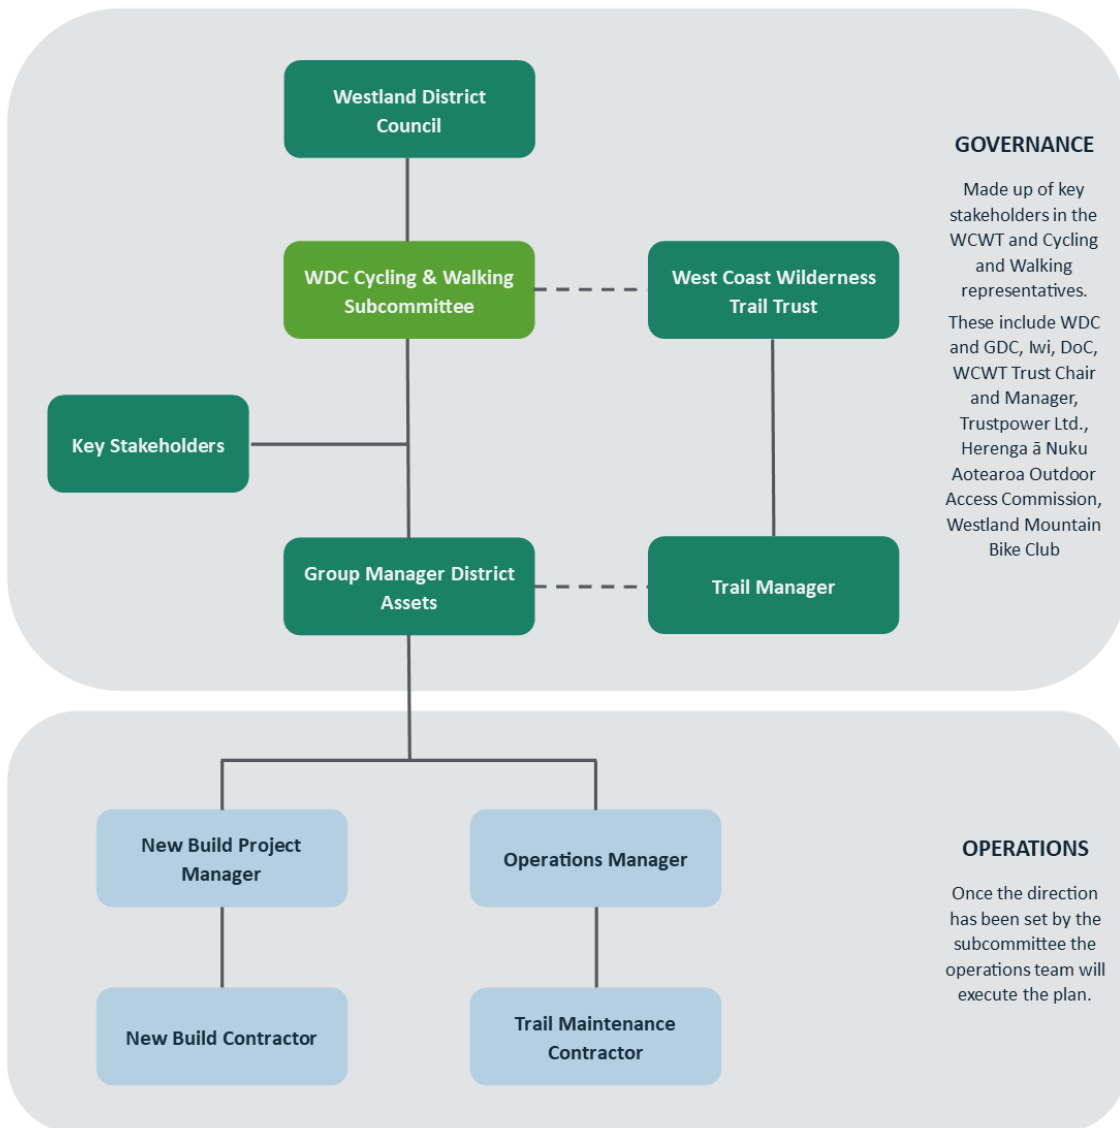 Westland District
Council
GOVERNANCE
Made up of key
stakeholders in the
WCWT and Cycling
and Walking
representatives.
These include WDC
and GDC, Iwi, DoC,
WCWT Trust Chair
and Manager,
Trustpower Ltd.,
Herenga ā Nuku
Aotearoa Outdoor
Access Commission,
Westland Mountain
Bike Club
WDC Cycling & Walking
Subcommittee
West Coast Wilderness
Trail Trust
Key Stakeholders
Group Manager District
Assets
Trail Manager
New Build Project
Manager
Operations Manager
OPERATIONS
Once the direction
has been set by the
subcommittee the
operations team will
execute the plan.
New Build Contractor
Trail Maintenance
Contractor